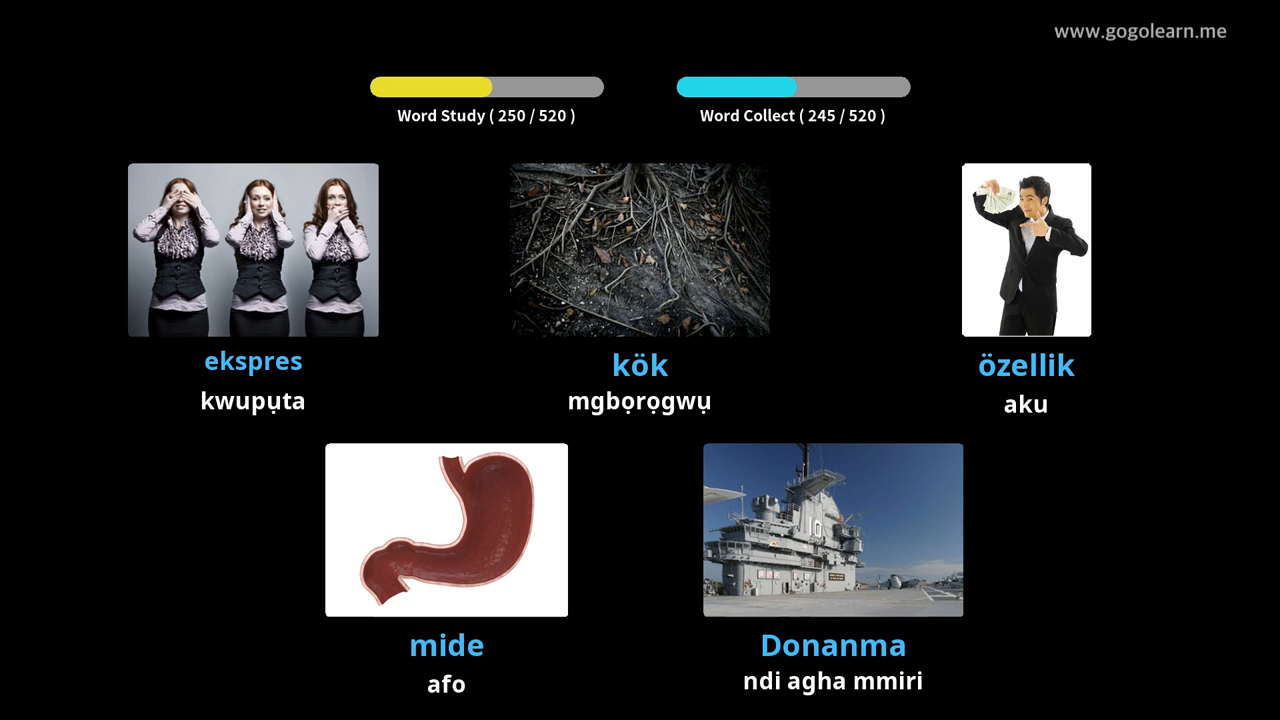 www.gogolearn.me
Word Study ( 250 / 520 )
Word Collect ( 245 / 520 )
ekspres
kwupụta
kök
mgbọrọgwụ
özellik
aku
mide
afo
10
Donanma
ndi agha mmiri